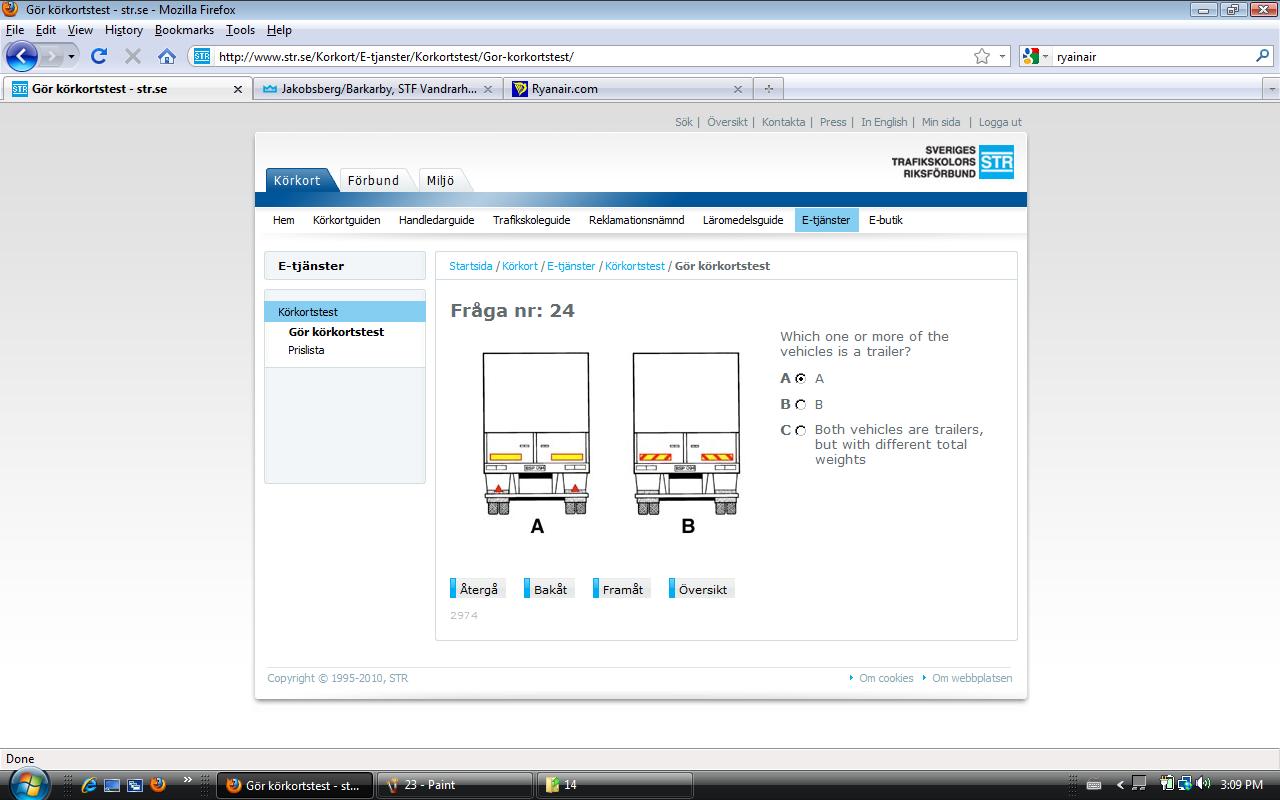 Gör körkortstest - str.se - Mozilla Firefox
File Edit View History Bookmarks Tools Help
STR http://www.str.se/Korkort/E-tjanster/Korkortstest/Gor-korkortstest/ ryainair
STR Gör körkortstest - str.se Jakobsberg/Barkarby, STF Vandrarh... Ryanair.com
Sök | Översikt | Kontakta | Press | In English | Min sida | Logga ut
SVERIGES
TRAFIKSKOLORS
RIKSFÖRBUND
STR
Körkort Förbund Miljö
Hem Körkortguiden Handledarguide Trafikskoleguide Reklamationsnämnd Läromedelsguide E-tjänster E-butik
E-tjänster
Körkortstest
Gör körkortstest
Prislista
Startsida / Körkort / E-tjänster / Körkortstest / Gör körkortstest
Fråga nr: 24
A B
Which one or more of the
vehicles is a trailer?
A A
B B
C Both vehicles are trailers,
but with different total
weights
Återgå Bakåt Framåt Översikt
2974
Copyright © 1995-2010, STR Om cookies Om webbplatsen
Done
Gör körkortstest - st... 23 - Paint 14 3:09 PM